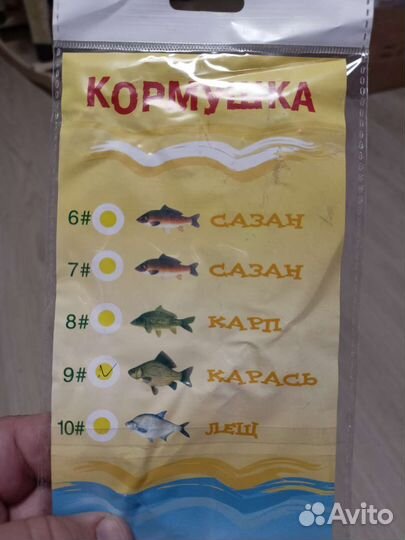 КОРМУШКА
6# САЗАН
7# САЗАН
8# КАРП
9# КАРАСЬ
10# ЛЕЩ
Avito